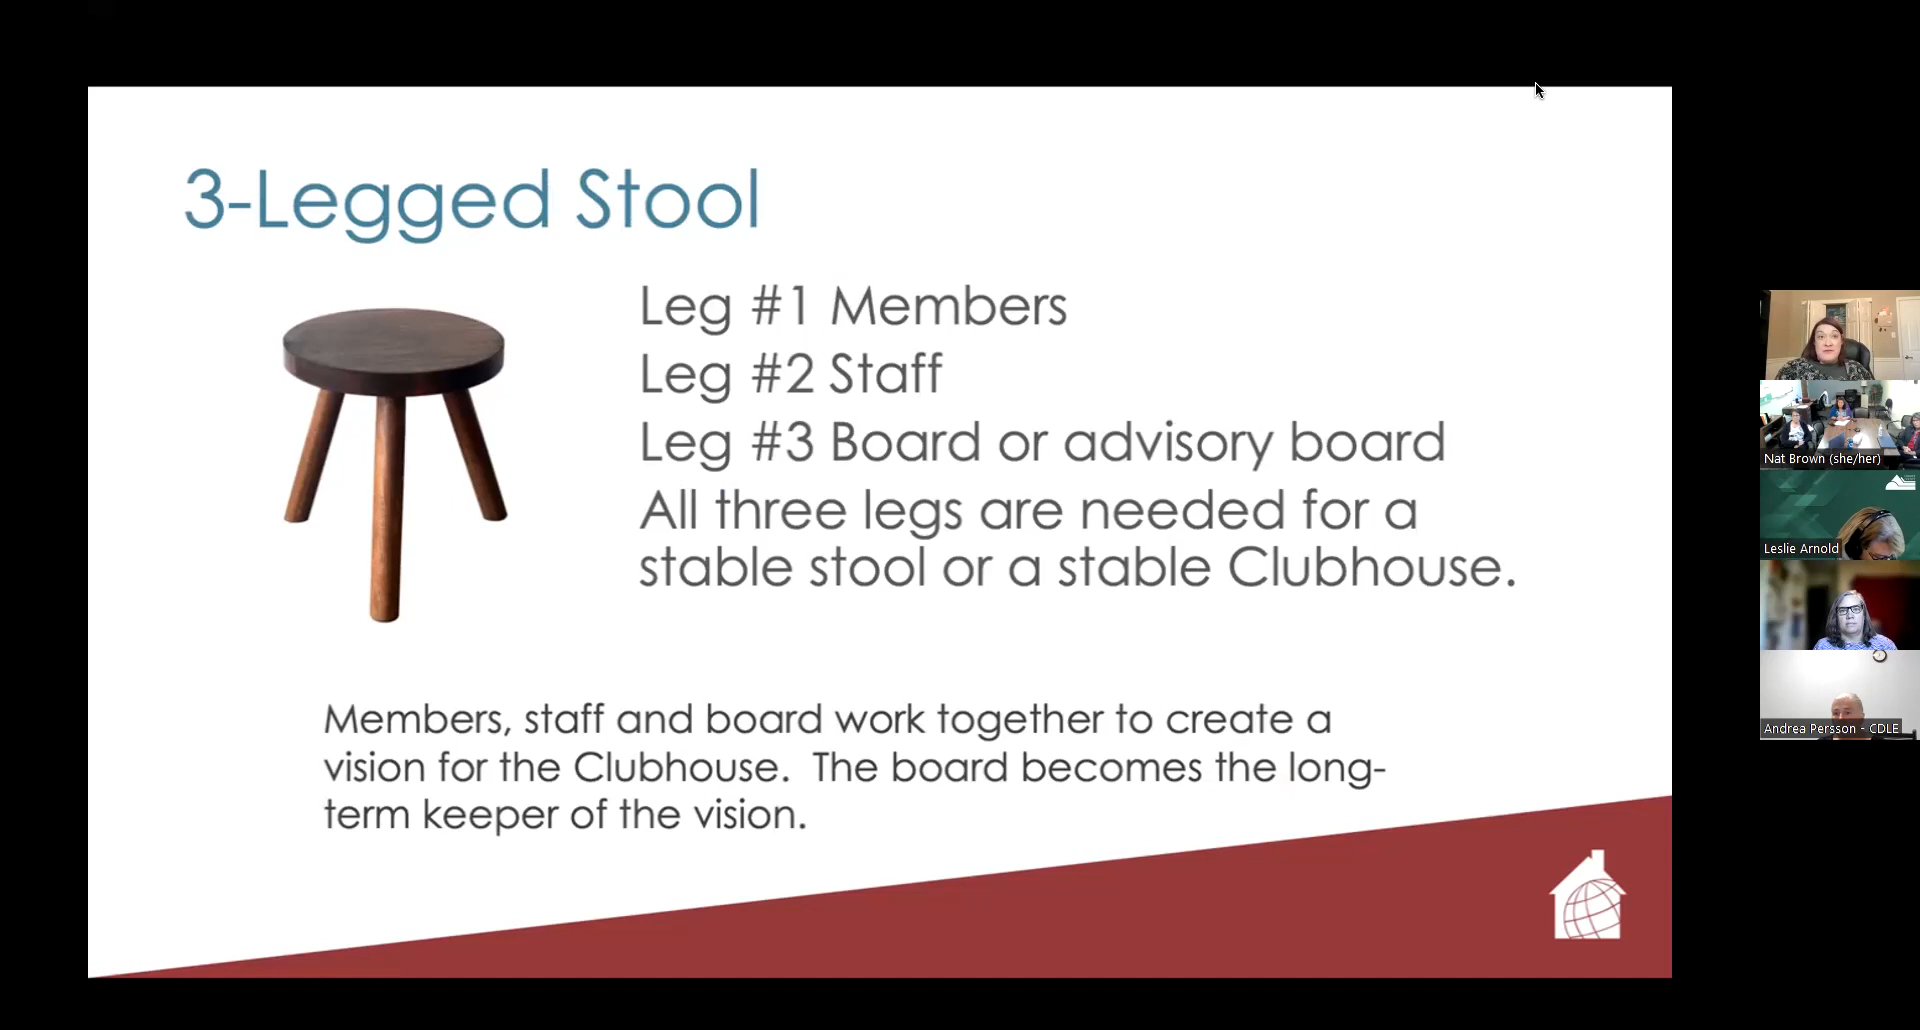 3-Legged Stool
Leg #1 Members
Leg #2 Staff
Leg #3 Board or advisory board
All three legs are needed for a
stable stool or a stable Clubhouse.
Members, staff and board work together to create a
vision for the Clubhouse.  The board becomes the long-
term keeper of the vision.
Nat Brown (she/her)
Leslie Arnold
Andrea Persson - CDLE